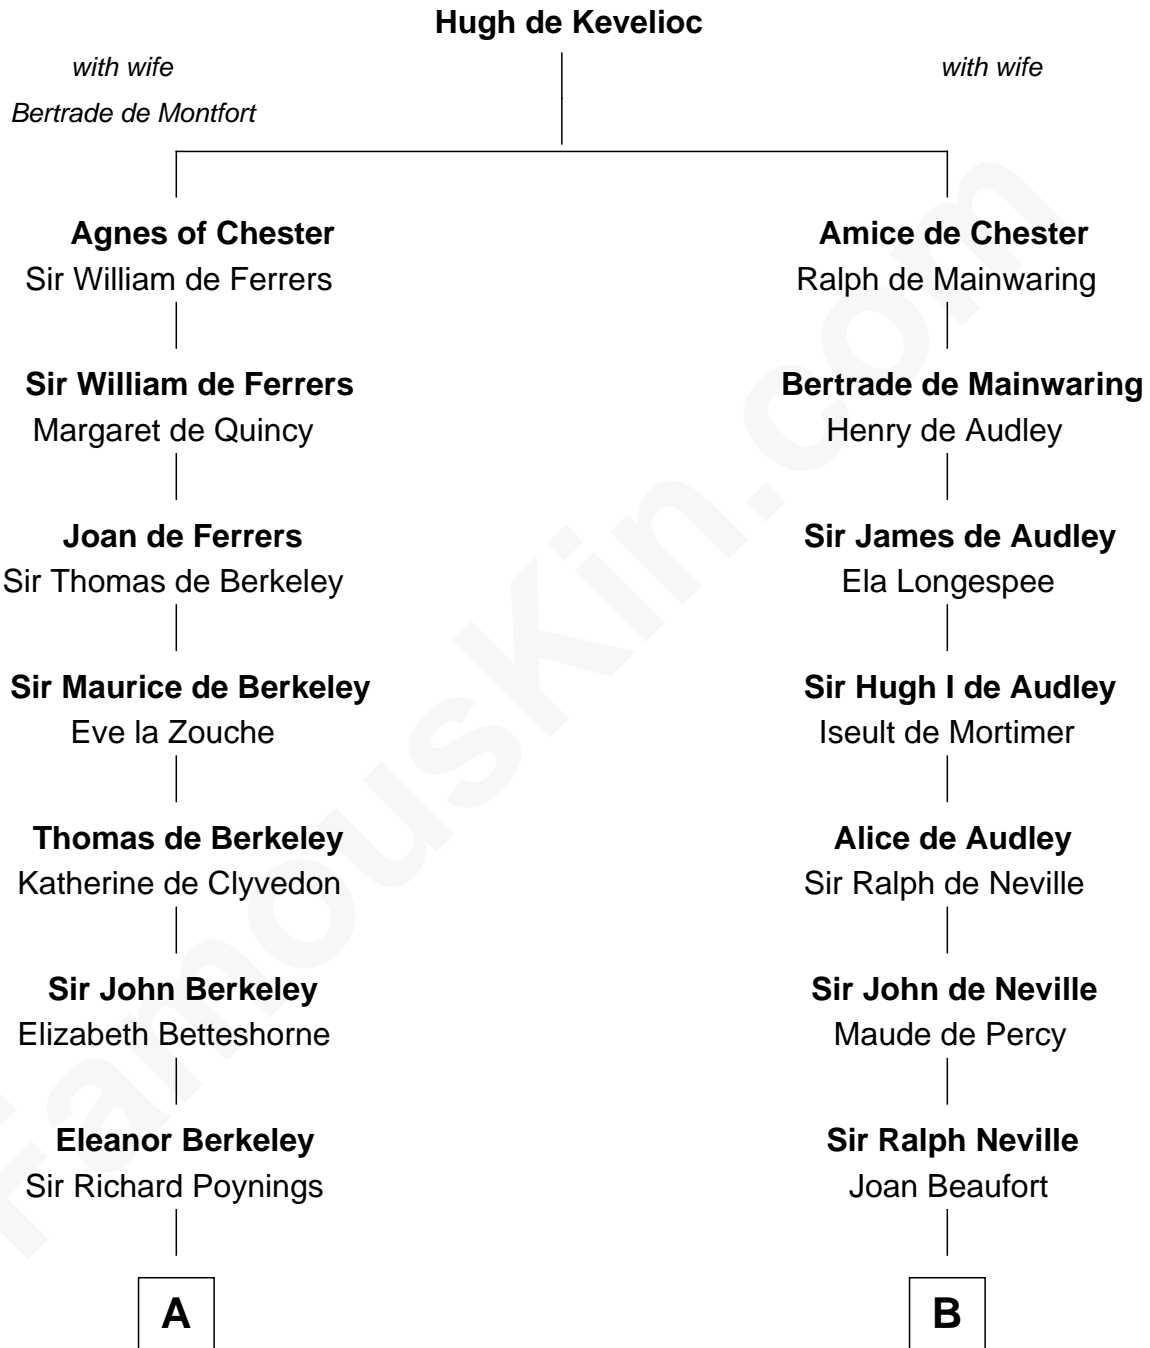 Hugh de Kevelioc
with wife
Bertrade de Montfort
with wife
Agnes of Chester
Sir William de Ferrers
Amice de Chester
Ralph de Mainwaring
Sir William de Ferrers
Margaret de Quincy
Bertrade de Mainwaring
Henry de Audley
Joan de Ferrers
Sir Thomas de Berkeley
Sir James de Audley
Ela Longespee
Sir Maurice de Berkeley
Eve la Zouche
Sir Hugh I de Audley
Iseult de Mortimer
Thomas de Berkeley
Katherine de Clyvedon
Alice de Audley
Sir Ralph de Neville
Sir John Berkeley
Elizabeth Betteshorne
Sir John de Neville
Maude de Percy
Eleanor Berkeley
Sir Richard Poynings
Sir Ralph Neville
Joan Beaufort
A
B
FamousKin.com